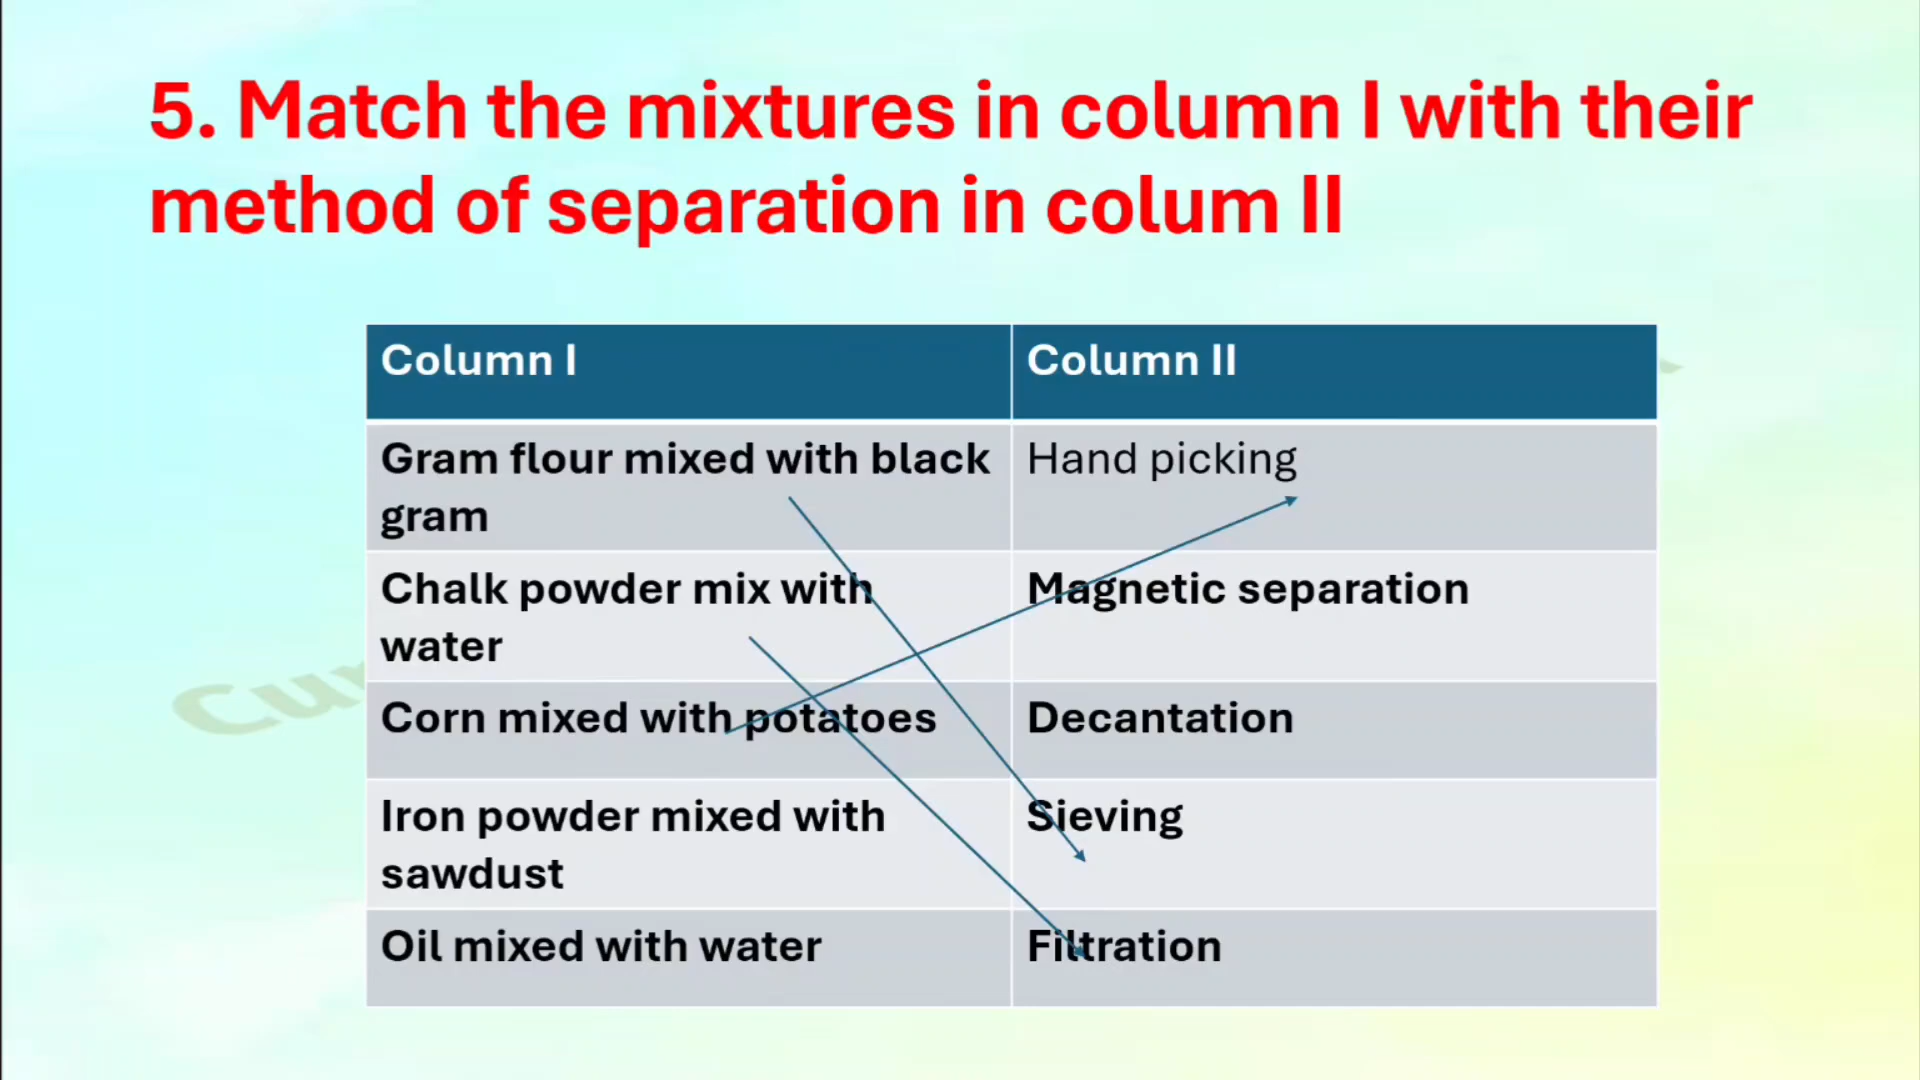 5. Match the mixtures in column I with their
method of separation in colum II
Column I
Column II
Gram flour mixed with black
gram
Hand picking
Chalk powder mix with
water
Magnetic separation
Corn mixed with potatoes
Decantation
Iron powder mixed with
sawdust
Sieving
Oil mixed with water
Filtration